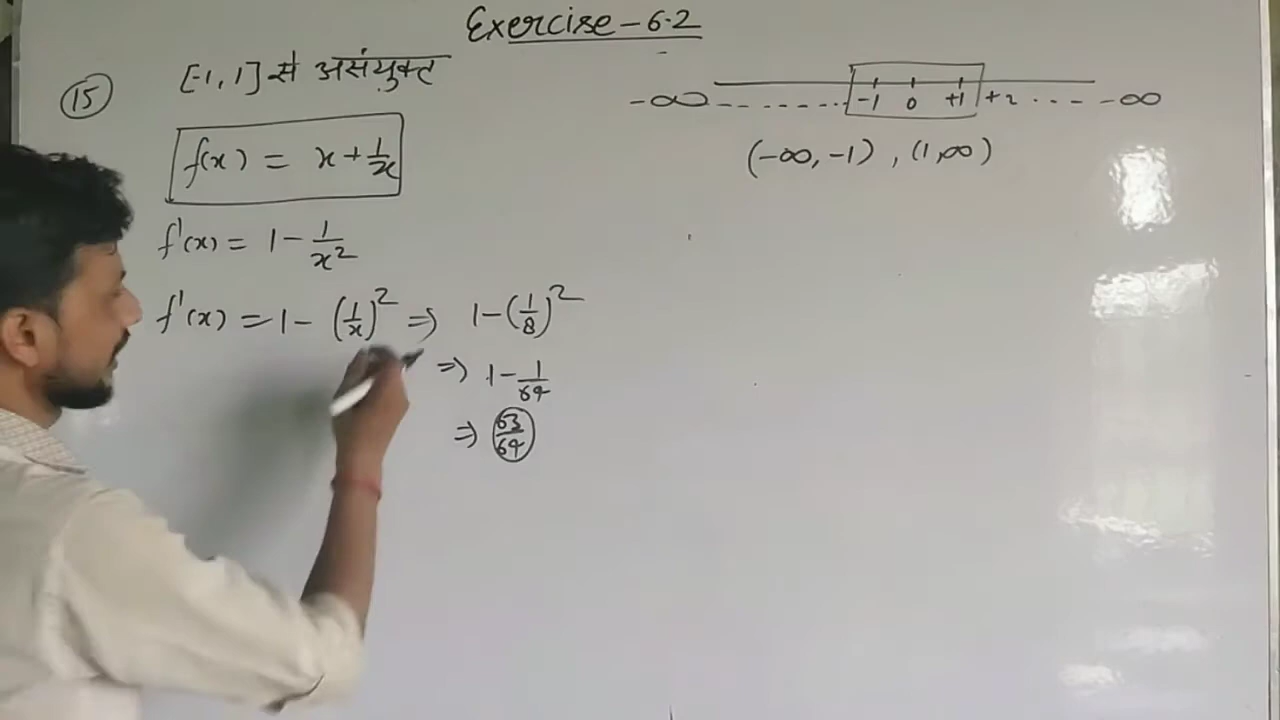 Exercise - 6.2
(15) [-1, 1] से असंयुक्त
f(x) = x + 1/x
f'(x) = 1 - 1/x²
f'(x) = 1 - (1/x)² ⇒ 1 - (1/8)²
⇒ 1 - 1/64
⇒ 63/64
-∞ - - - - - - - -1 0 +1 +2 - - - - -∞
(-∞, -1) , (1, ∞)